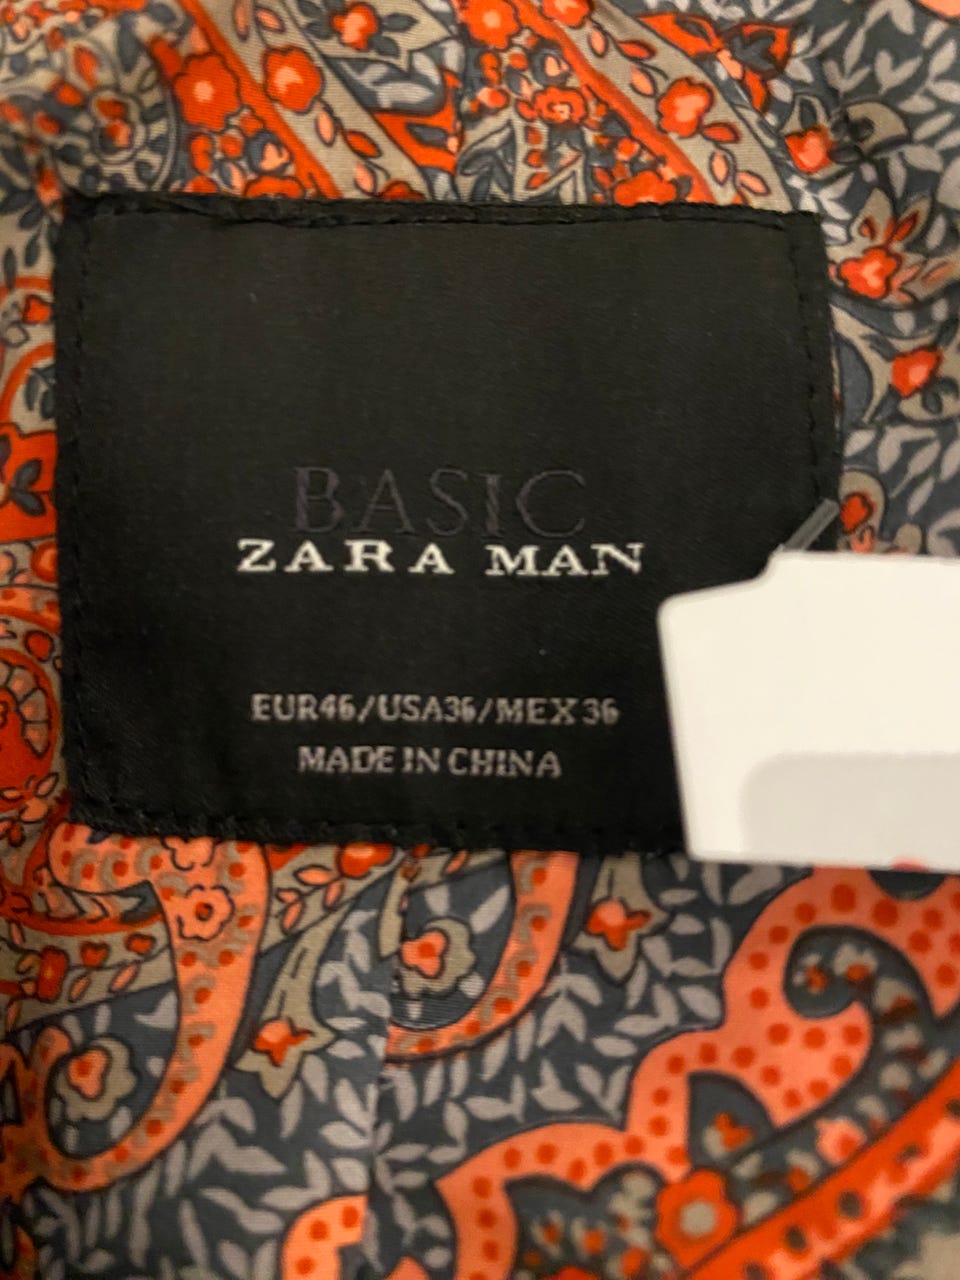 BASIC
ZARA MAN
EUR46/USA36/MEX 36
MADE IN CHINA